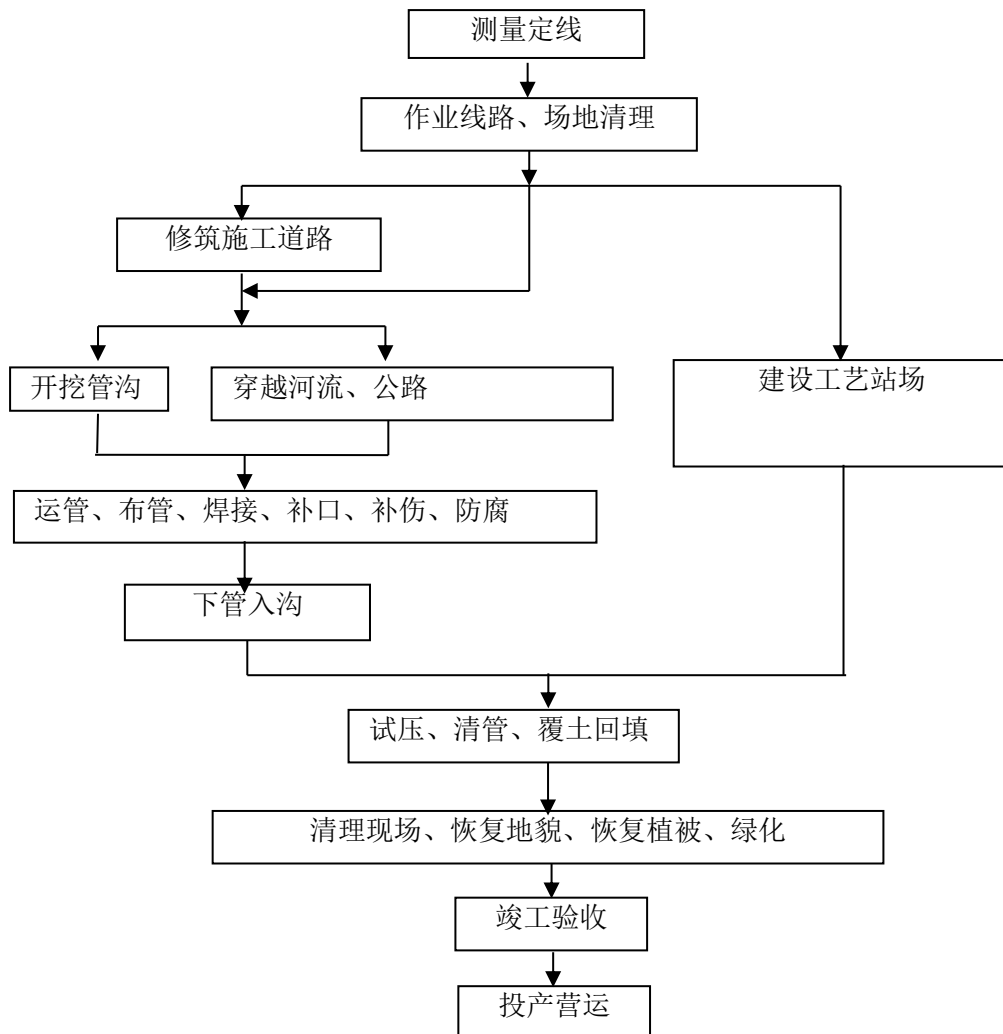 测量定线
作业线路、场地清理
修筑施工道路
开挖管沟
穿越河流、公路
建设工艺站场
运管、布管、焊接、补口、补伤、防腐
下管入沟
试压、清管、覆土回填
清理现场、恢复地貌、恢复植被、绿化
竣工验收
投产营运